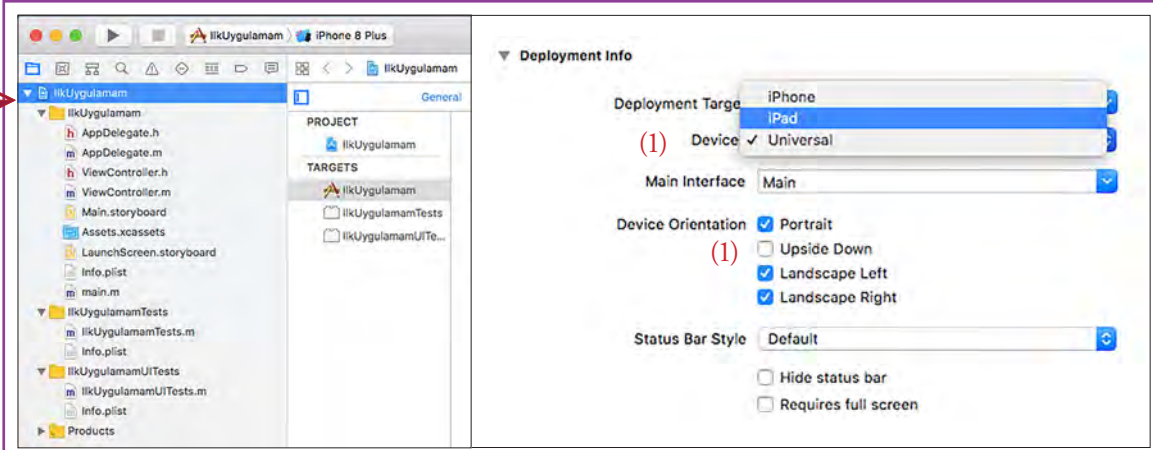 IlkUygulamam
iPhone 8 Plus
IlkUygulamam
IlkUygulamam
IlkUygulamam
h AppDelegate.h
m AppDelegate.m
h ViewController.h
m ViewController.m
Main.storyboard
Assets.xcassets
LaunchScreen.storyboard
Info.plist
m main.m
IlkUygulamamTests
m IlkUygulamamTests.m
Info.plist
IlkUygulamamUITests
m IlkUygulamamUITests.m
Info.plist
Products
General
PROJECT
IlkUygulamam
TARGETS
IlkUygulamam
IlkUygulamamTests
IlkUygulamamUITe...
Deployment Info
Deployment Targe
iPhone
iPad
(1) Device ✓ Universal
Main Interface Main
Device Orientation Portrait
(1) Upside Down
Landscape Left
Landscape Right
Status Bar Style Default
Hide status bar
Requires full screen